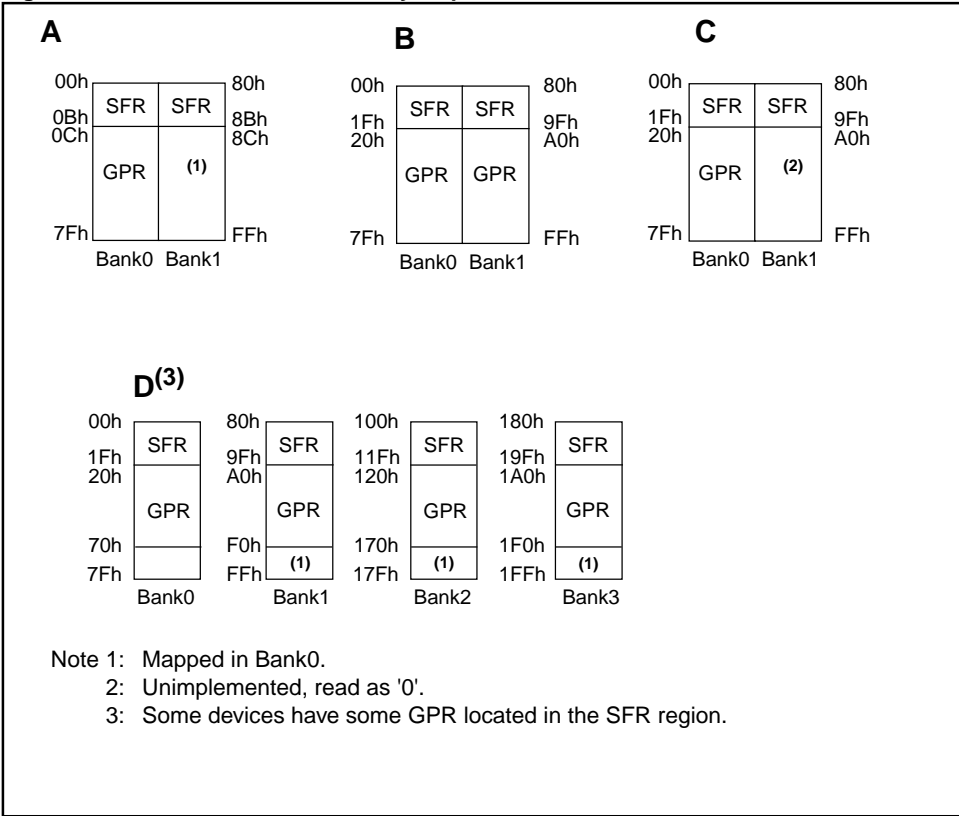 A
00h
0Bh
0Ch
7Fh
SFR SFR
GPR (1)
80h
8Bh
8Ch
FFh
Bank0 Bank1
B
00h
1Fh
20h
7Fh
SFR SFR
GPR GPR
80h
9Fh
A0h
FFh
Bank0 Bank1
C
00h
1Fh
20h
7Fh
SFR SFR
GPR (2)
80h
9Fh
A0h
FFh
Bank0 Bank1
D(3)
00h
1Fh
20h
70h
7Fh
SFR
GPR
Bank0
80h
9Fh
A0h
F0h
FFh
SFR
GPR
(1)
Bank1
100h
11Fh
120h
170h
17Fh
SFR
GPR
(1)
Bank2
180h
19Fh
1A0h
1F0h
1FFh
SFR
GPR
(1)
Bank3
Note 1: Mapped in Bank0.
2: Unimplemented, read as '0'.
3: Some devices have some GPR located in the SFR region.